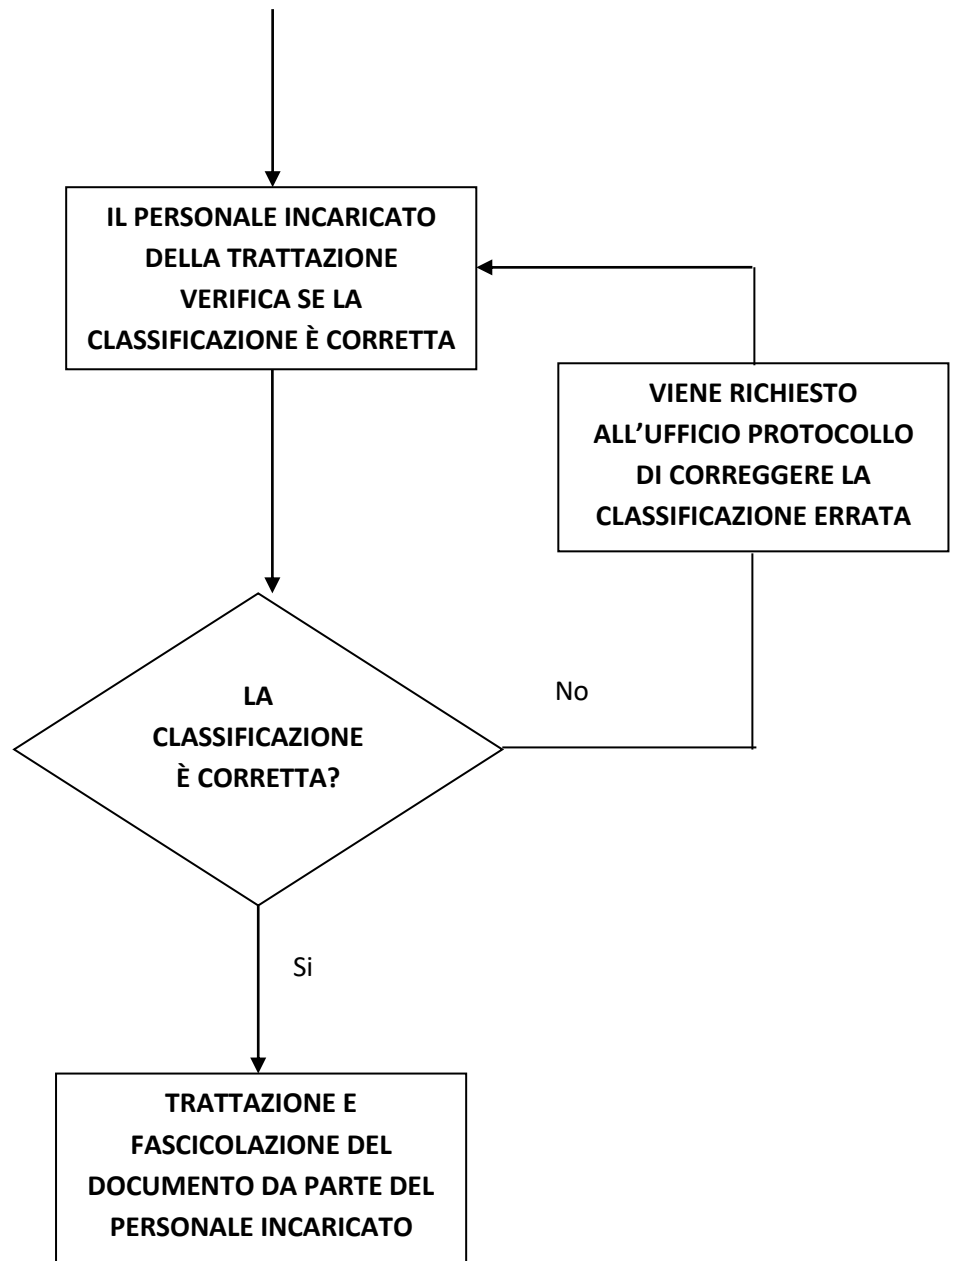 IL PERSONALE INCARICATO
DELLA TRATTAZIONE
VERIFICA SE LA
CLASSIFICAZIONE È CORRETTA
VIENE RICHIESTO
ALL’UFFICIO PROTOCOLLO
DI CORREGGERE LA
CLASSIFICAZIONE ERRATA
LA
CLASSIFICAZIONE
È CORRETTA?
No
Si
TRATTAZIONE E
FASCICOLAZIONE DEL
DOCUMENTO DA PARTE DEL
PERSONALE INCARICATO